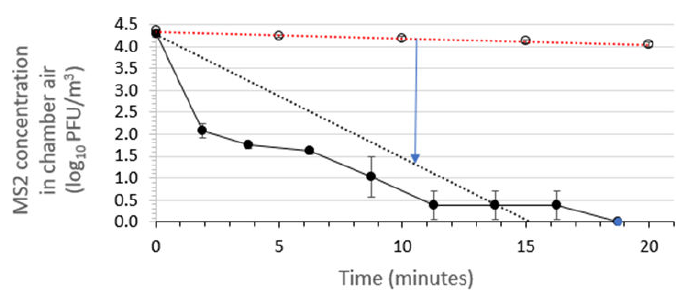 MS2 concentration
in chamber air
(log10 PFU/m³)
4.5
4.0
3.5
3.0
2.5
2.0
1.5
1.0
0.5
0.0
0 5 10 15 20
Time (minutes)